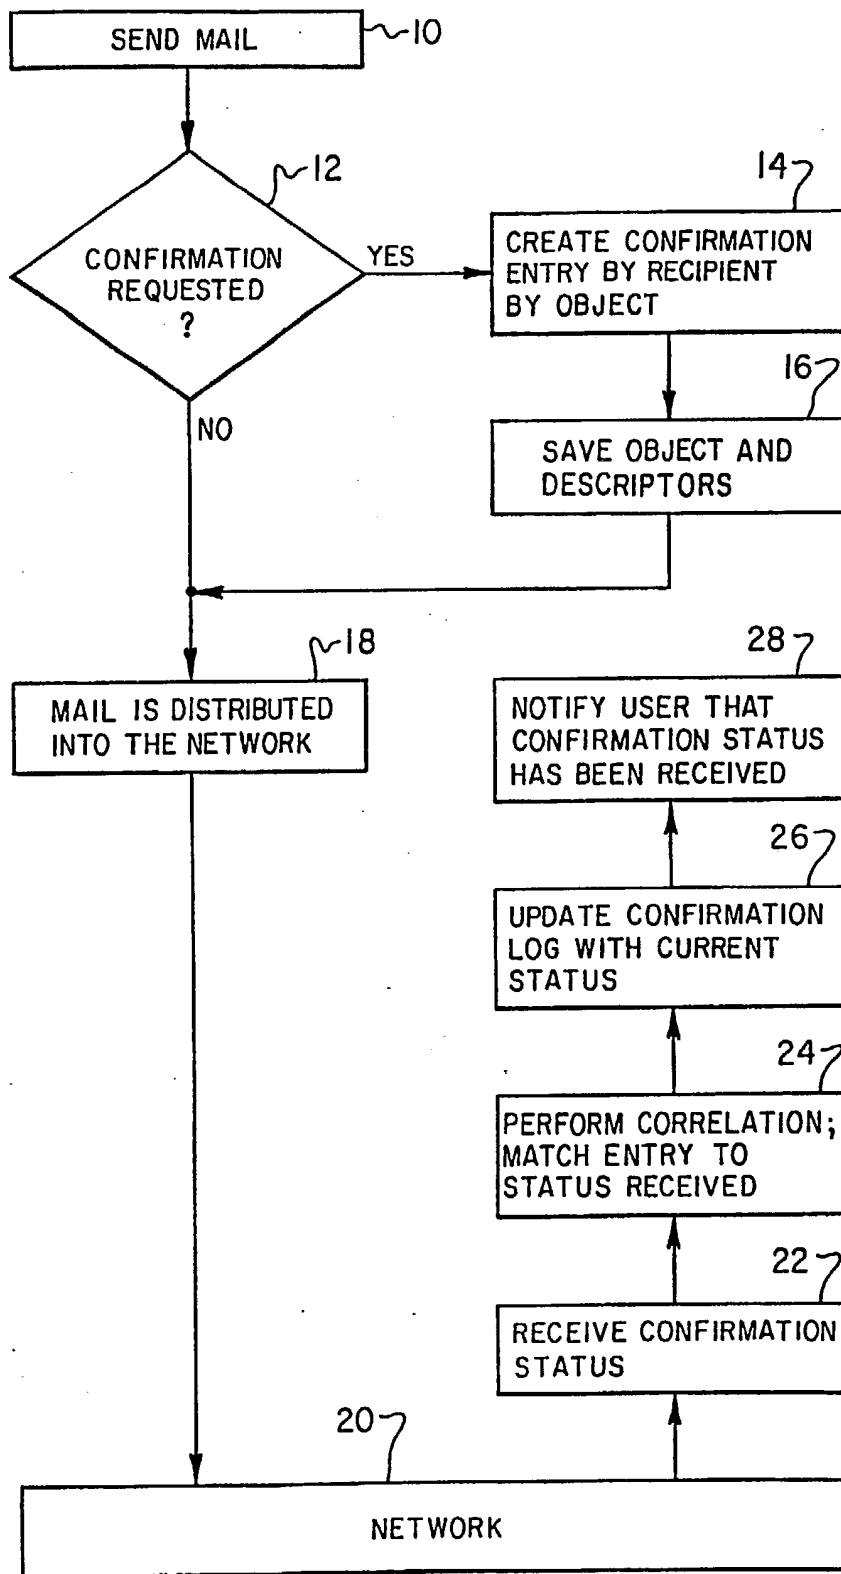 SEND MAIL
10
12
CONFIRMATION
REQUESTED
?
YES
NO
14
CREATE CONFIRMATION
ENTRY BY RECIPIENT
BY OBJECT
16
SAVE OBJECT AND
DESCRIPTORS
18
MAIL IS DISTRIBUTED
INTO THE NETWORK
28
NOTIFY USER THAT
CONFIRMATION STATUS
HAS BEEN RECEIVED
26
UPDATE CONFIRMATION
LOG WITH CURRENT
STATUS
24
PERFORM CORRELATION;
MATCH ENTRY TO
STATUS RECEIVED
22
RECEIVE CONFIRMATION
STATUS
20
NETWORK